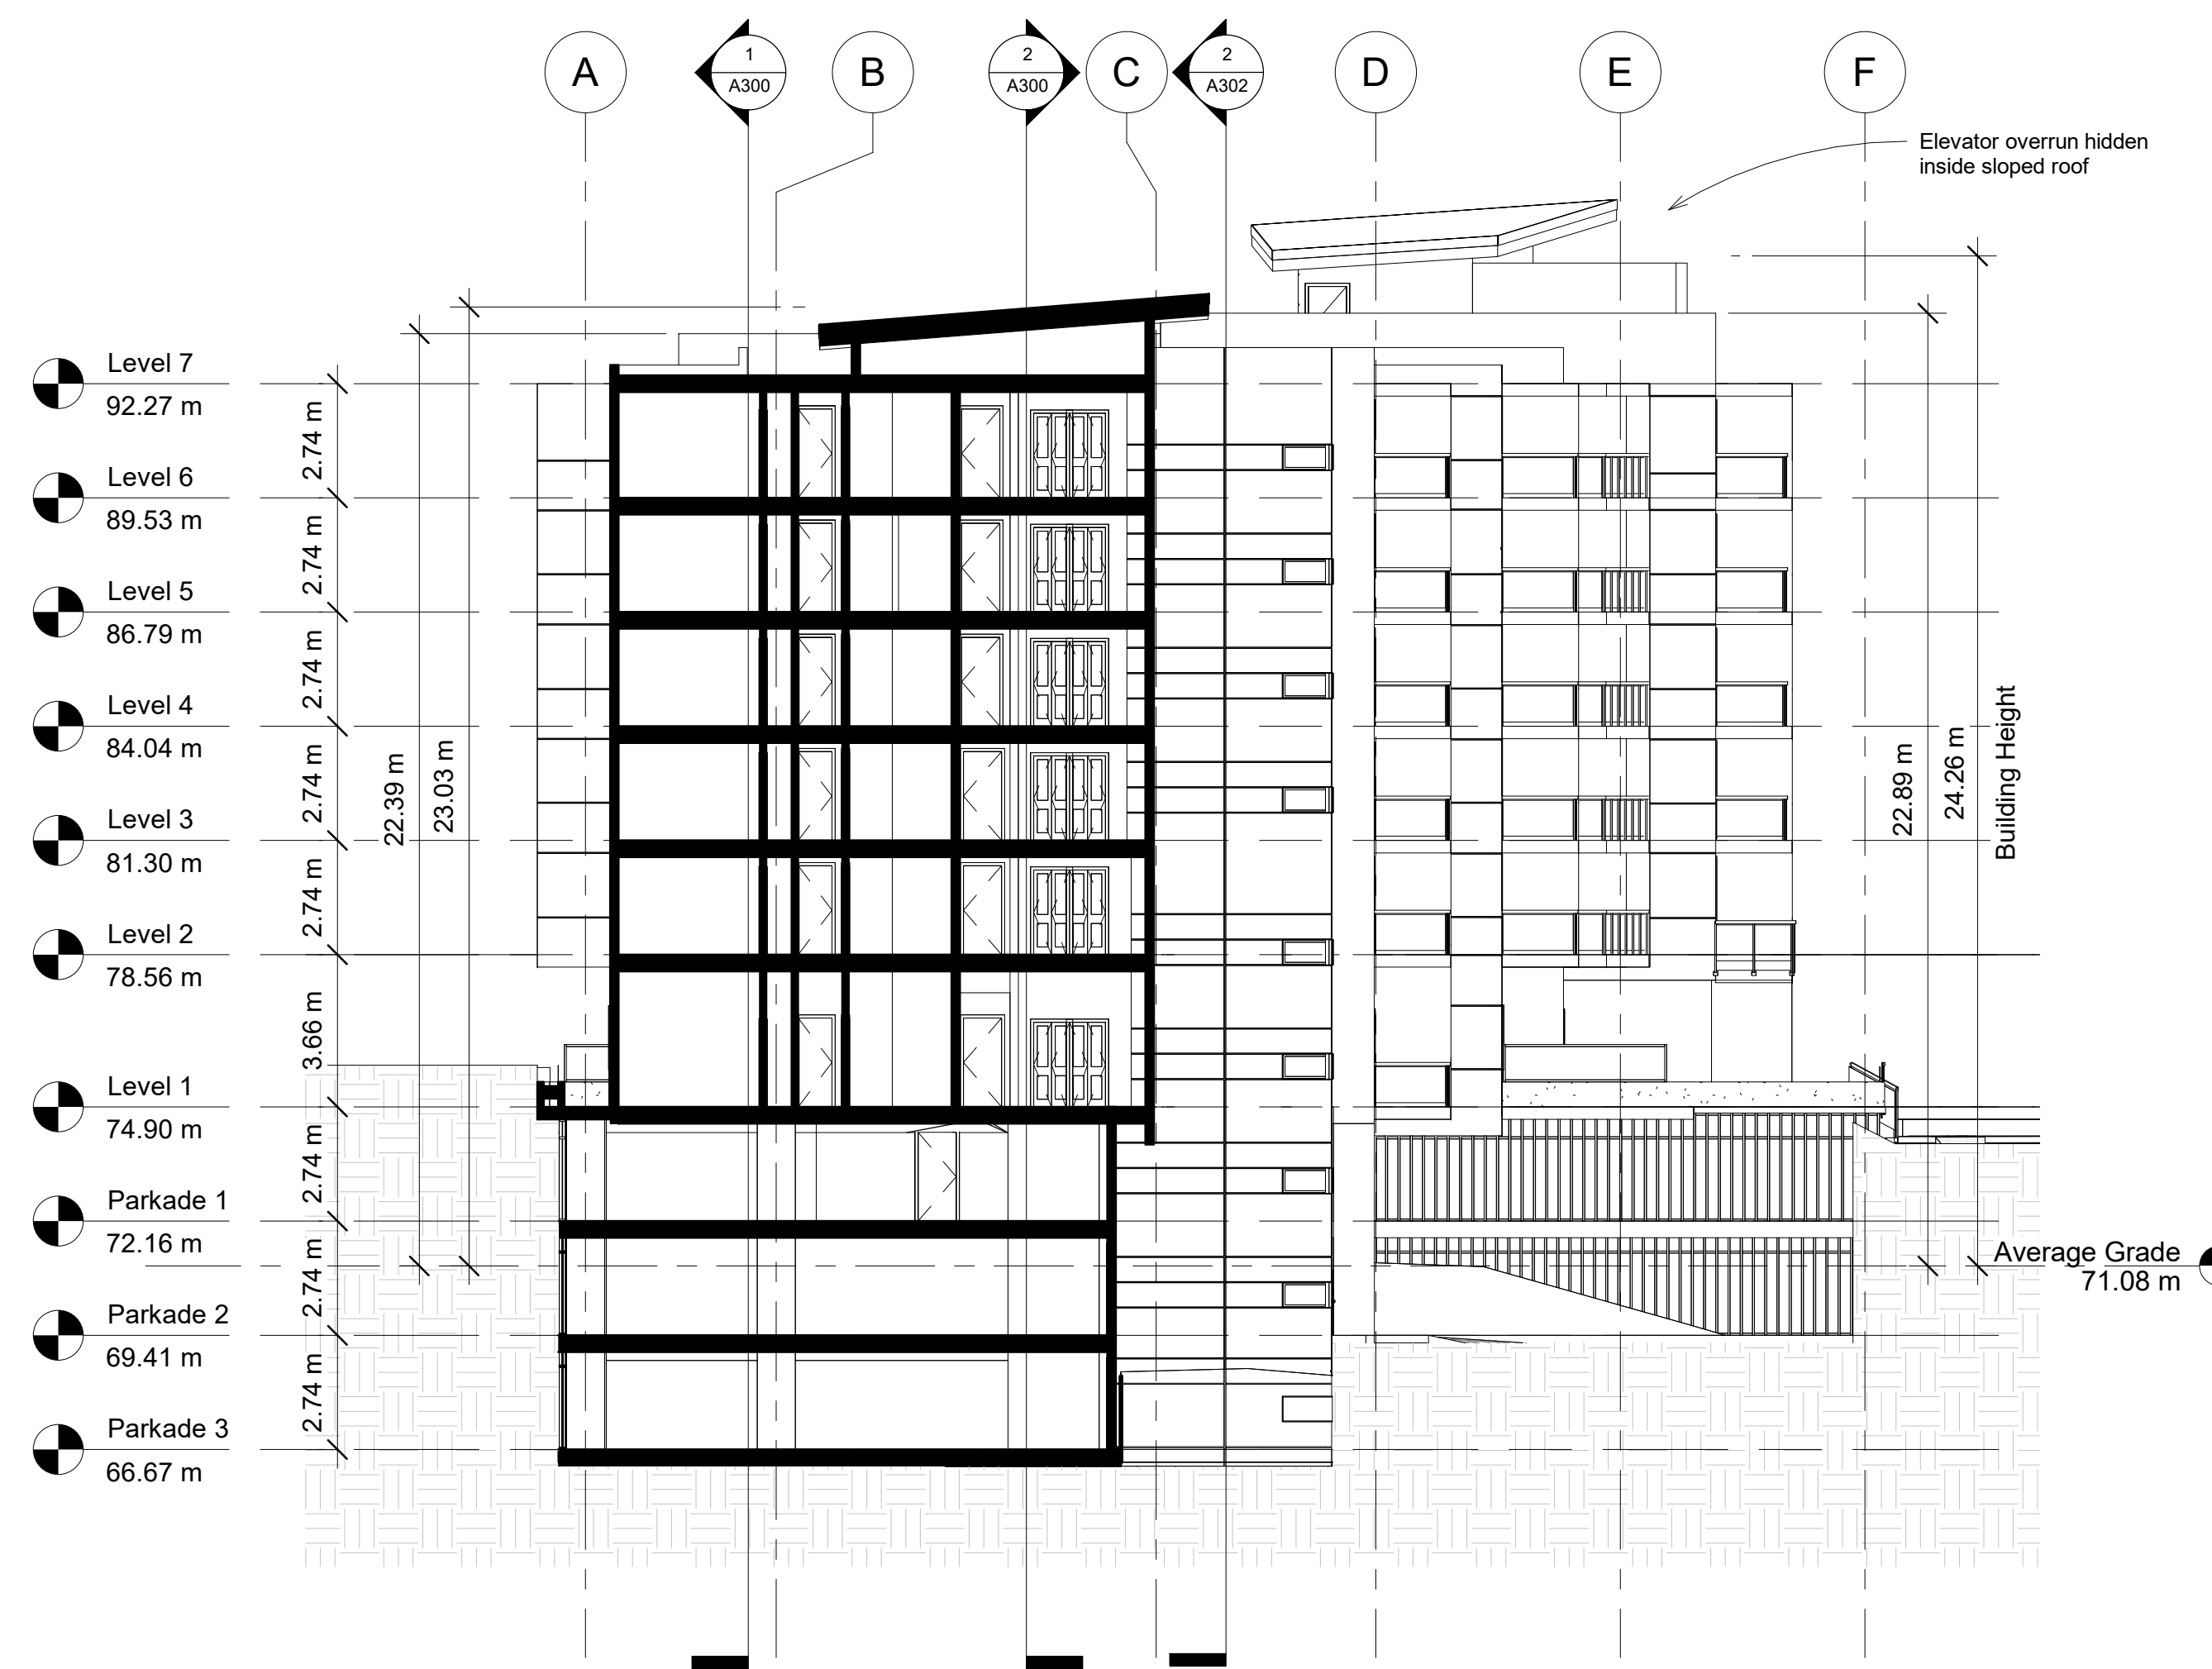 A
1
A300
B
2
A300
C
2
A302
D
E
F
Elevator overrun hidden
inside sloped roof
Level 7
92.27 m
Level 6
89.53 m
Level 5
86.79 m
Level 4
84.04 m
Level 3
81.30 m
Level 2
78.56 m
Level 1
74.90 m
Parkade 1
72.16 m
Parkade 2
69.41 m
Parkade 3
66.67 m
2.74 m
2.74 m
2.74 m
2.74 m
2.74 m
3.66 m
2.74 m
2.74 m
2.74 m
22.39 m
23.03 m
22.89 m
24.26 m
Building Height
Average Grade
71.08 m